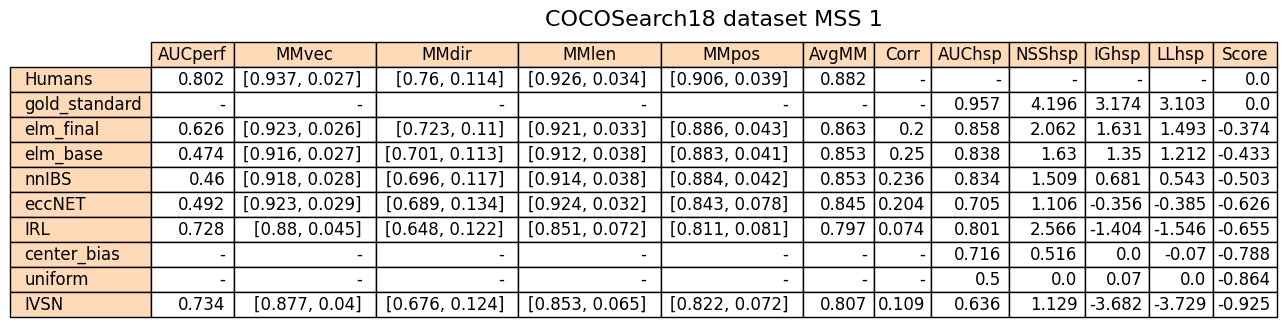 COCOSearch18 dataset MSS 1
AUCperf MMvec MMdir MMlen MMpos AvgMM Corr AUChsp NSShsp IGhsp LLhsp Score
Humans 0.802 [0.937, 0.027] [0.76, 0.114] [0.926, 0.034] [0.906, 0.039] 0.882 - - - - - 0.0
gold_standard - - - - - - - 0.957 4.196 3.174 3.103 0.0
elm_final 0.626 [0.923, 0.026] [0.723, 0.11] [0.921, 0.033] [0.886, 0.043] 0.863 0.2 0.858 2.062 1.631 1.493 -0.374
elm_base 0.474 [0.916, 0.027] [0.701, 0.113] [0.912, 0.038] [0.883, 0.041] 0.853 0.25 0.838 1.63 1.35 1.212 -0.433
nnIBS 0.46 [0.918, 0.028] [0.696, 0.117] [0.914, 0.038] [0.884, 0.042] 0.853 0.236 0.834 1.509 0.681 0.543 -0.503
eccNET 0.492 [0.923, 0.029] [0.689, 0.134] [0.924, 0.032] [0.843, 0.078] 0.845 0.204 0.705 1.106 -0.356 -0.385 -0.626
IRL 0.728 [0.88, 0.045] [0.648, 0.122] [0.851, 0.072] [0.811, 0.081] 0.797 0.074 0.801 2.566 -1.404 -1.546 -0.655
center_bias - - - - - - - 0.716 0.516 0.0 -0.07 -0.788
uniform - - - - - - - 0.5 0.0 0.07 0.0 -0.864
IVSN 0.734 [0.877, 0.04] [0.676, 0.124] [0.853, 0.065] [0.822, 0.072] 0.807 0.109 0.636 1.129 -3.682 -3.729 -0.925